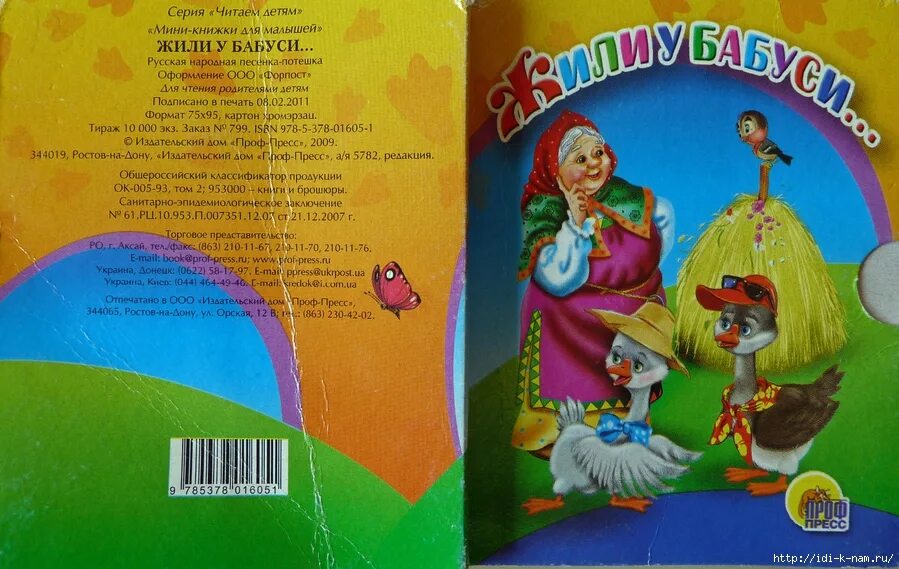 Серия «Читаем детям»
«Мини-книжки для малышей»
ЖИЛИ У БАБУСИ...
Русская народная песенка-потешка
Оформление ООО «Форпост»
Для чтения родителями детям
Подписано в печать 08.02.2011
Формат 75х95, картон хромэрзац.
Тираж 10 000 экз. Заказ № 799. ISBN 978-5-378-01605-1
© Издательский дом «Проф-Пресс», 2009.
344019, Ростов-на-Дону, «Издательский дом «Проф-Пресс», а/я 5782, редакция.
Общероссийский классификатор продукции
ОК-005-93, том 2; 953000 – книги и брошюры.
Санитарно-эпидемиологическое заключение
№ 61.РЦ.10.953.П.007351.12.07 от 21.12.2007 г.
Торговое представительство:
РО, г. Аксай, тел./факс: (863) 210-11-67, 210-11-70, 210-11-76.
E-mail: book@prof-press.ru; www.prof-press.ru
Украина, Донецк: (0622) 58-17-97. E-mail: ppress@ukrpost.ua
Украина, Киев: (044) 464-49-46. E-mail: kredok@i.com.ua
Отпечатано в ООО «Издательский дом «Проф-Пресс»,
344065, Ростов-на-Дону, ул. Орская, 12 В; тел.: (863) 230-42-02.
9 785378 016051
ЖИЛИ У БАБУСИ...
ПРОФ
ПРЕСС
http://idi-k-nam.ru/